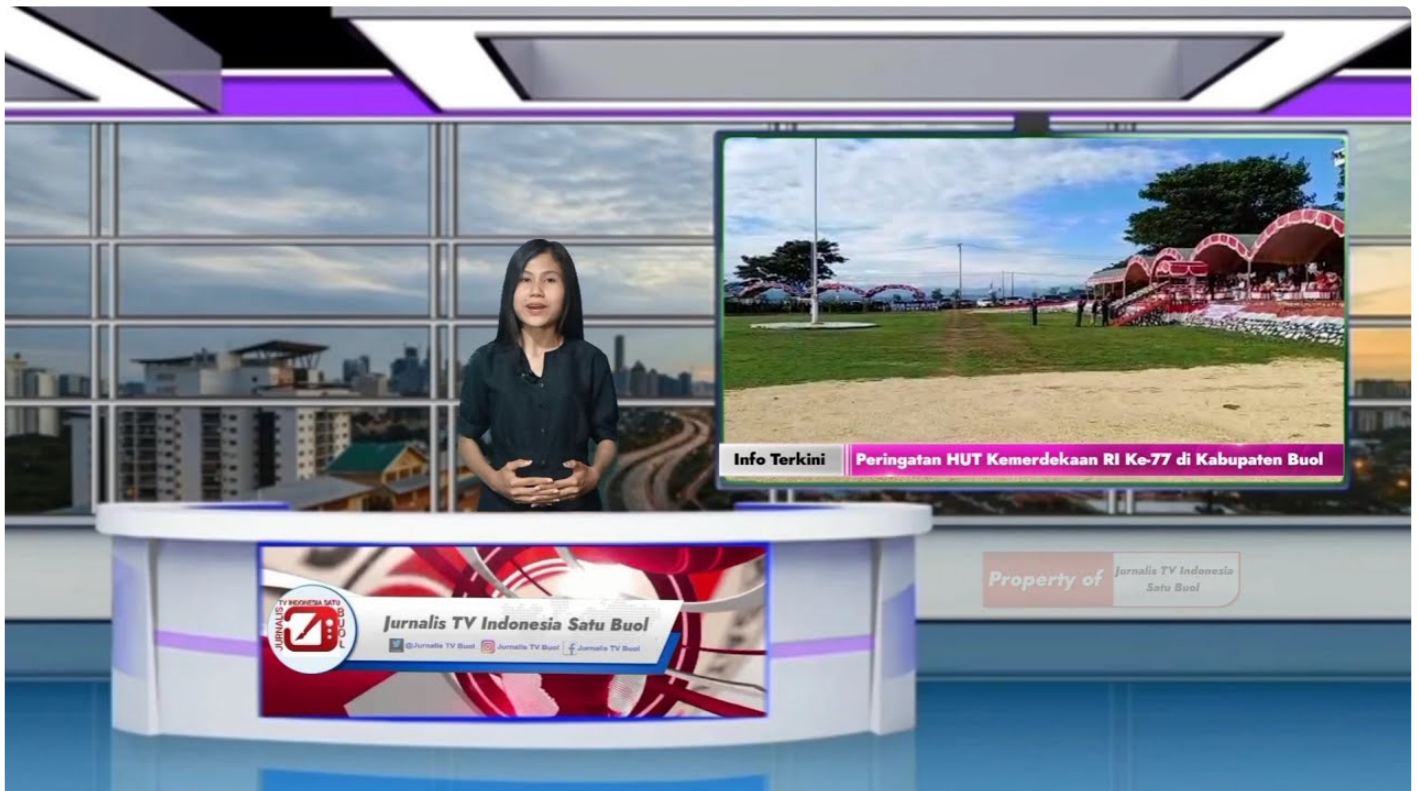 Info Terkini
Peringatan HUT Kemerdekaan RI Ke-77 di Kabupaten Buol
Property of
Jurnalis TV Indonesia
Satu Buol
TV INDONESIA SATU
JURNALIS
BUOL
Jurnalis TV Indonesia Satu Buol
@Jurnalis TV Buol
Jurnalis TV Buol
Jurnalis TV Buol